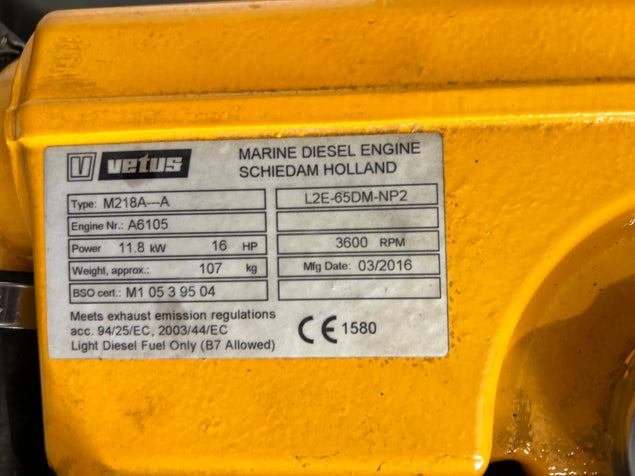 V vetus
MARINE DIESEL ENGINE
SCHIEDAM HOLLAND
Type: M218A---A
L2E-65DM-NP2
Engine Nr.: A6105
Power 11.8 kW 16 HP
3600 RPM
Weight, approx.: 107 kg
Mfg Date: 03/2016
BSO cert.: M1 05 3 95 04
Meets exhaust emission regulations
acc. 94/25/EC, 2003/44/EC
Light Diesel Fuel Only (B7 Allowed)
CE 1580